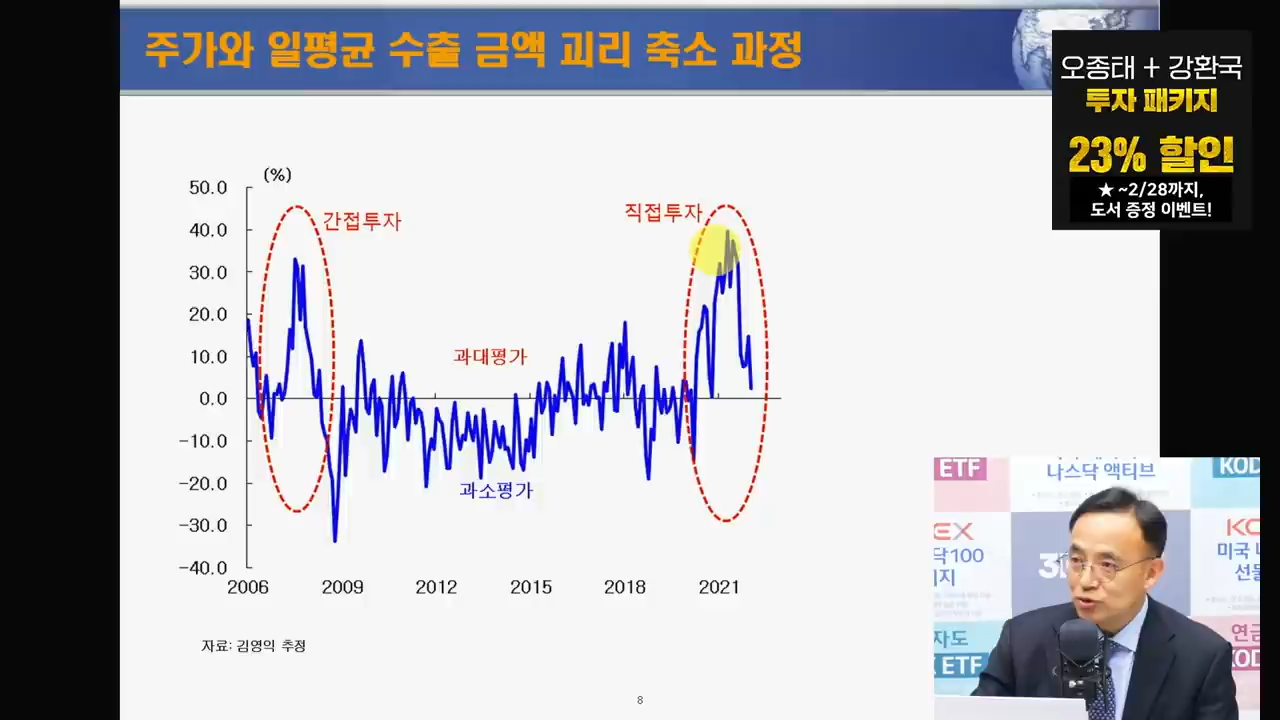 주가와 일평균 수출 금액 괴리 축소 과정
오종태 + 강환국
투자 패키지
23% 할인
★ ~2/28까지,
도서 증정 이벤트!
(%)
50.0
40.0
30.0
20.0
10.0
0.0
-10.0
-20.0
-30.0
-40.0
간접투자
직접투자
과대평가
과소평가
2006
2009
2012
2015
2018
2021
자료: 김영익 추정
8
ETF
나스닥 액티브
KOD
EX
닥100
지
미국
선물
자도
ETF
연금
KOD